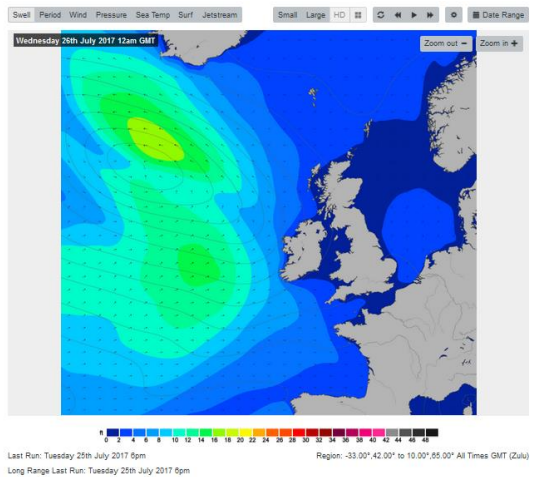 Swell Period Wind Pressure Sea Temp Surf Jetstream Small Large HD Date Range
Wednesday 26th July 2017 12am GMT Zoom out − Zoom in +
ft 0 2 4 6 8 10 12 14 16 18 20 22 24 26 28 30 32 34 36 38 40 42 44 46 48
Last Run: Tuesday 25th July 2017 6pm Region: -33.00°,42.00° to 10.00°,65.00° All Times GMT (Zulu)
Long Range Last Run: Tuesday 25th July 2017 6pm